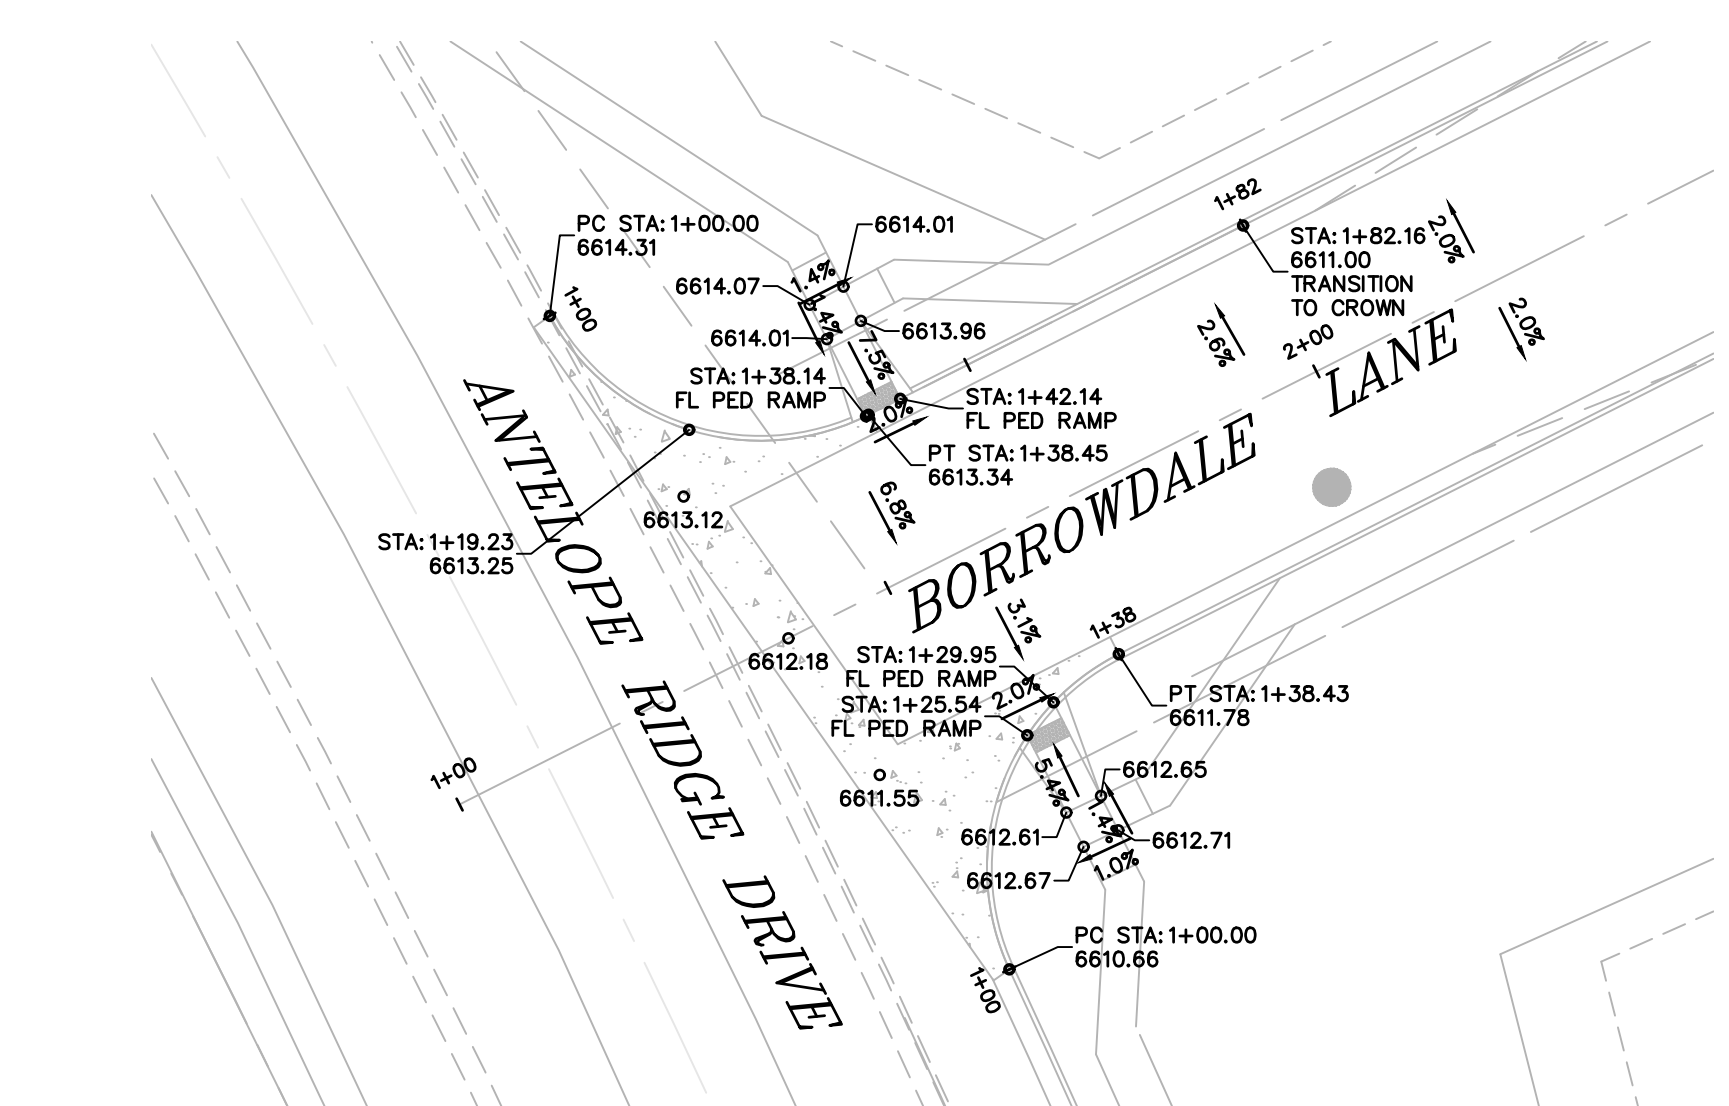 1+82
PC STA:1+00.00
6614.31
6614.01
2.0%
STA:1+82.16
6611.00
TRANSITION
TO CROWN
1.4%
6614.07
1+00
6614.01
6613.96
2.6%
2.0%
2+00
7.5%
STA:1+38.14
FL PED RAMP
STA:1+42.14
FL PED RAMP
2.0%
PT STA:1+38.45
6613.34
LANE
6.8%
6613.12
STA:1+19.23
6613.25
BORROWDALE
ANTELOPE RIDGE DRIVE
3.1%
1+38
6612.18
STA:1+29.95
FL PED RAMP
STA:1+25.54
FL PED RAMP
2.0%
PT STA:1+38.43
6611.78
1+00
5.4%
6612.65
6611.55
6612.61
6612.71
6612.67
1.0%
PC STA:1+00.00
6610.66
1+00